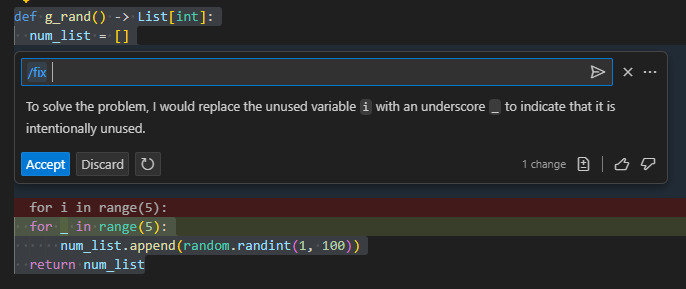 def g_rand() -> List[int]:
num_list = []
/fix
To solve the problem, I would replace the unused variable i with an underscore _ to indicate that it is
intentionally unused.
Accept Discard 1 change
for i in range(5):
for _ in range(5):
num_list.append(random.randint(1, 100))
return num_list